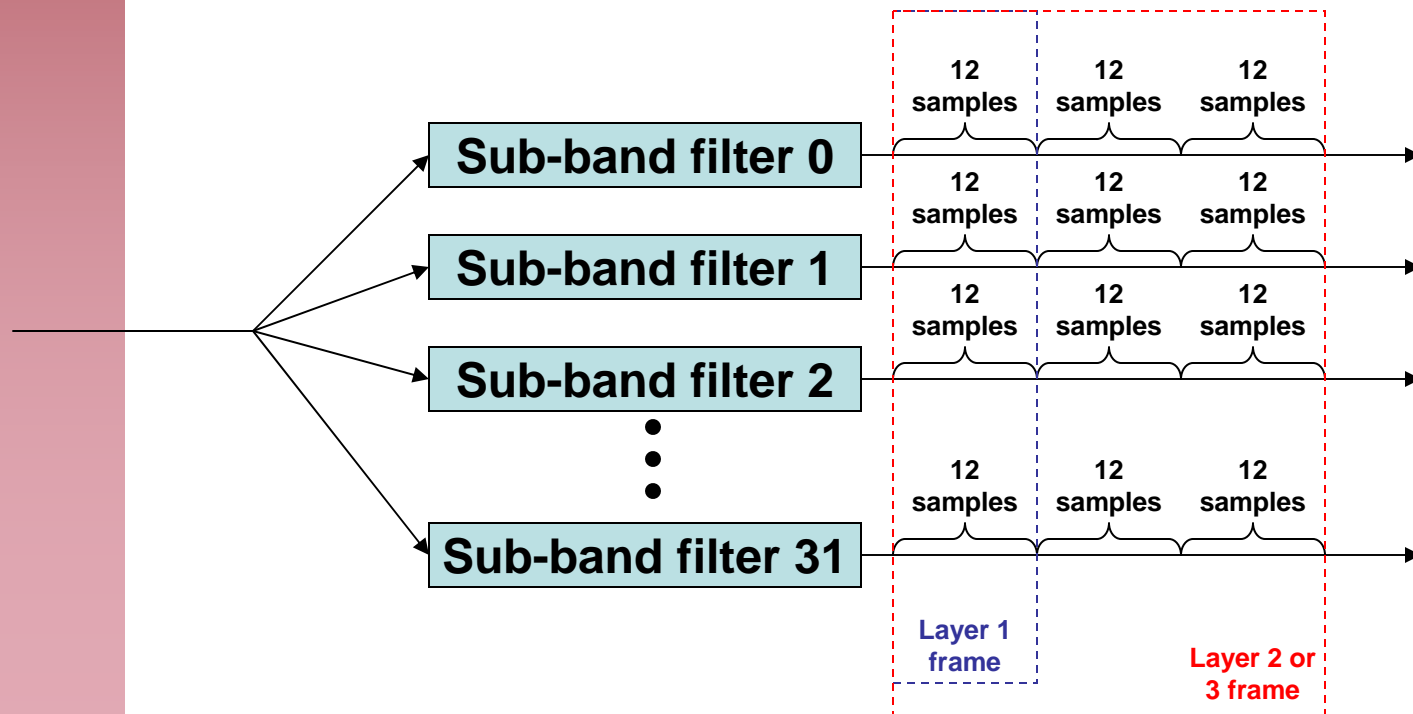 12 12 12
samples samples samples
Sub-band filter 0
12 12 12
samples samples samples
Sub-band filter 1
12 12 12
samples samples samples
Sub-band filter 2
12 12 12
samples samples samples
Sub-band filter 31
Layer 1
frame
Layer 2 or
3 frame